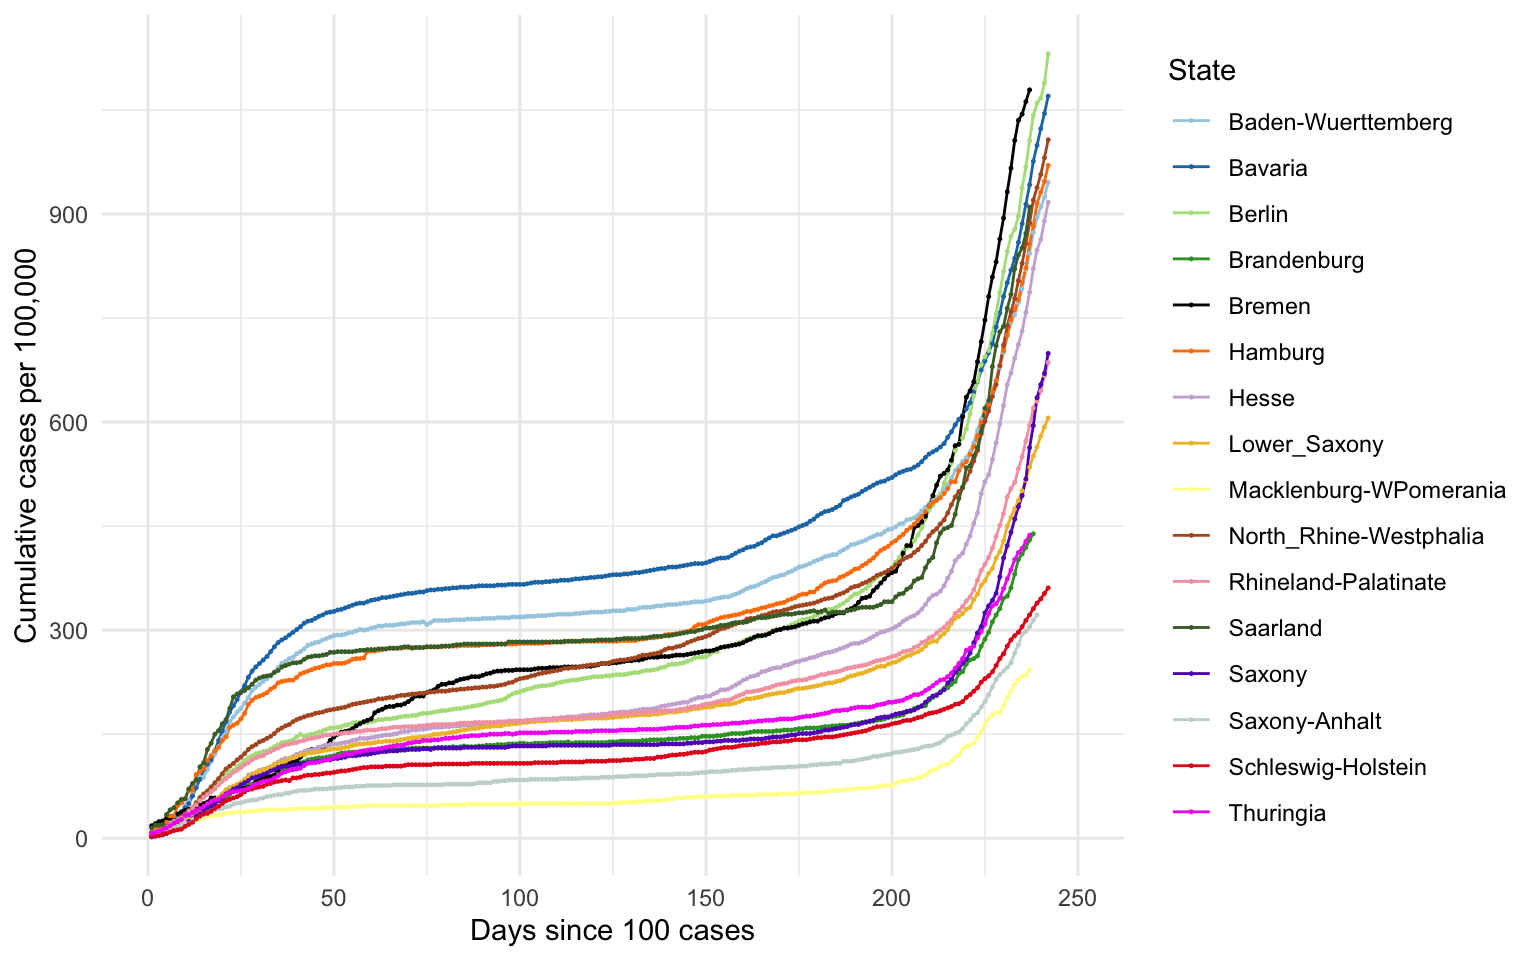 State
Baden-Wuerttemberg
Bavaria
Berlin
Brandenburg
Bremen
Hamburg
Hesse
Lower_Saxony
Macklenburg-WPomerania
North_Rhine-Westphalia
Rhineland-Palatinate
Saarland
Saxony
Saxony-Anhalt
Schleswig-Holstein
Thuringia
Cumulative cases per 100,000
900
600
300
0
0 50 100 150 200 250
Days since 100 cases